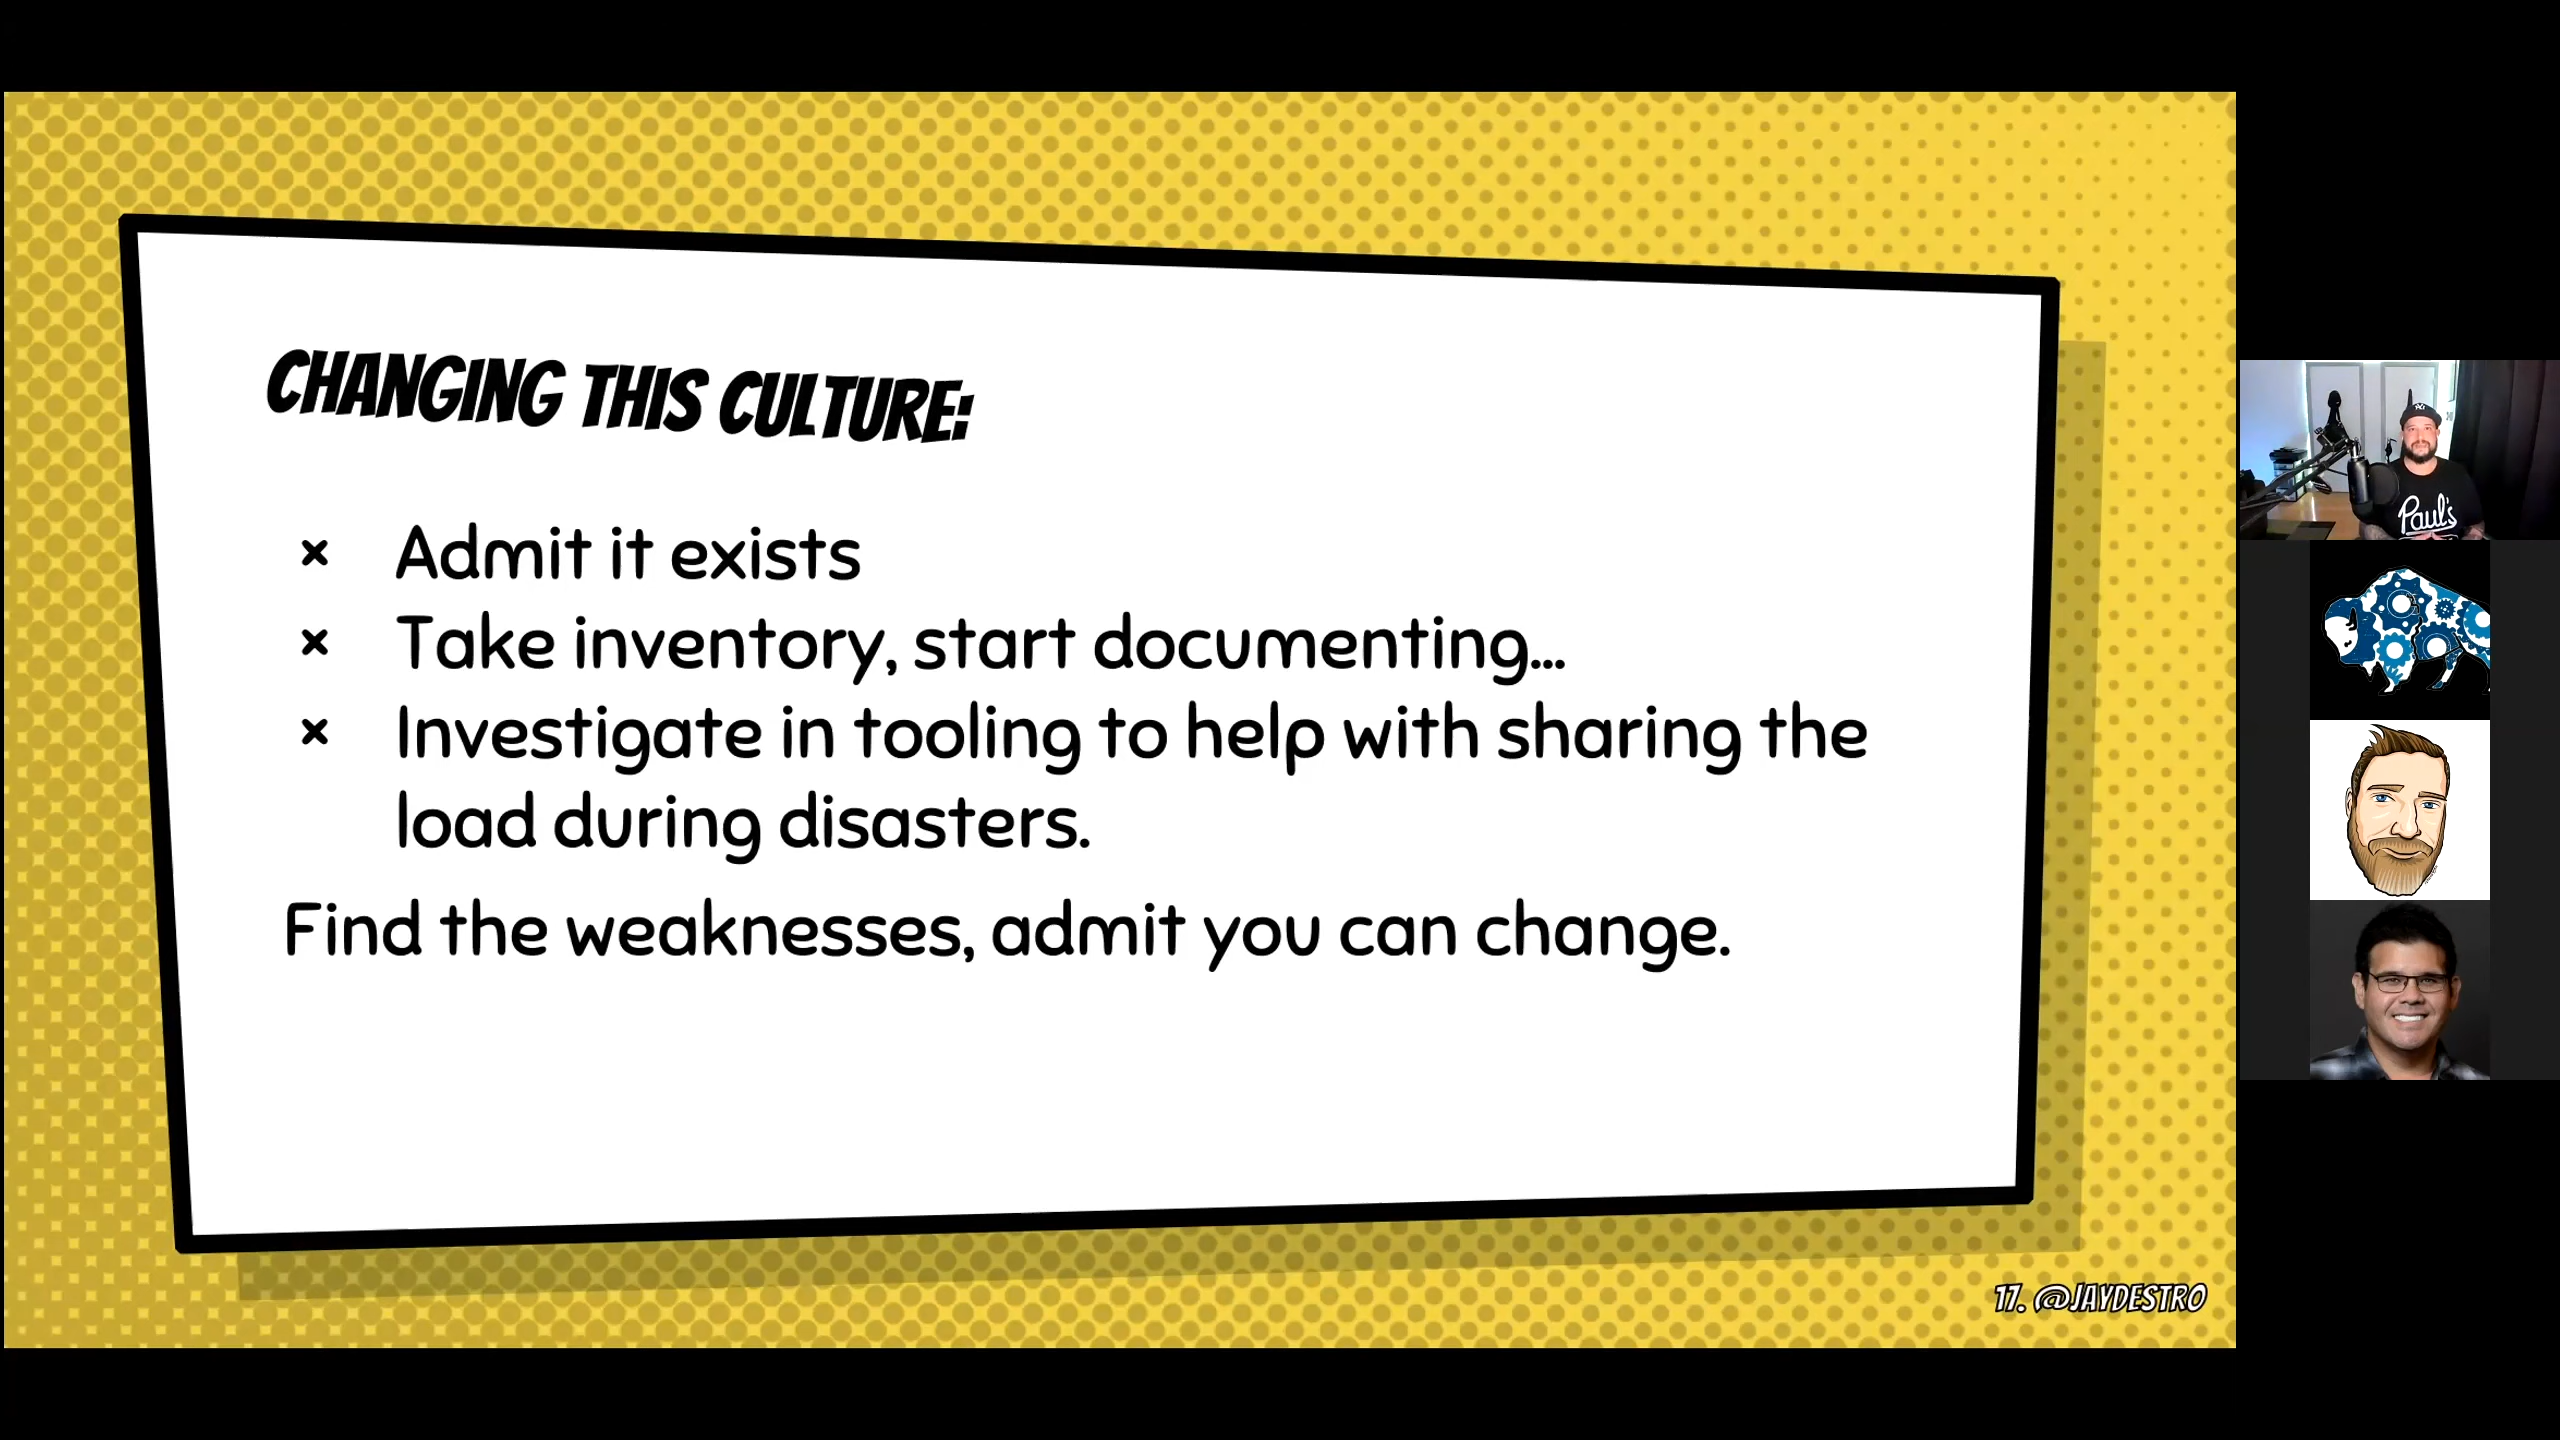 CHANGING THIS CULTURE:
× Admit it exists
× Take inventory, start documenting...
× Investigate in tooling to help with sharing the
load during disasters.
Find the weaknesses, admit you can change.
17. @JAYDESTRO
Paul's